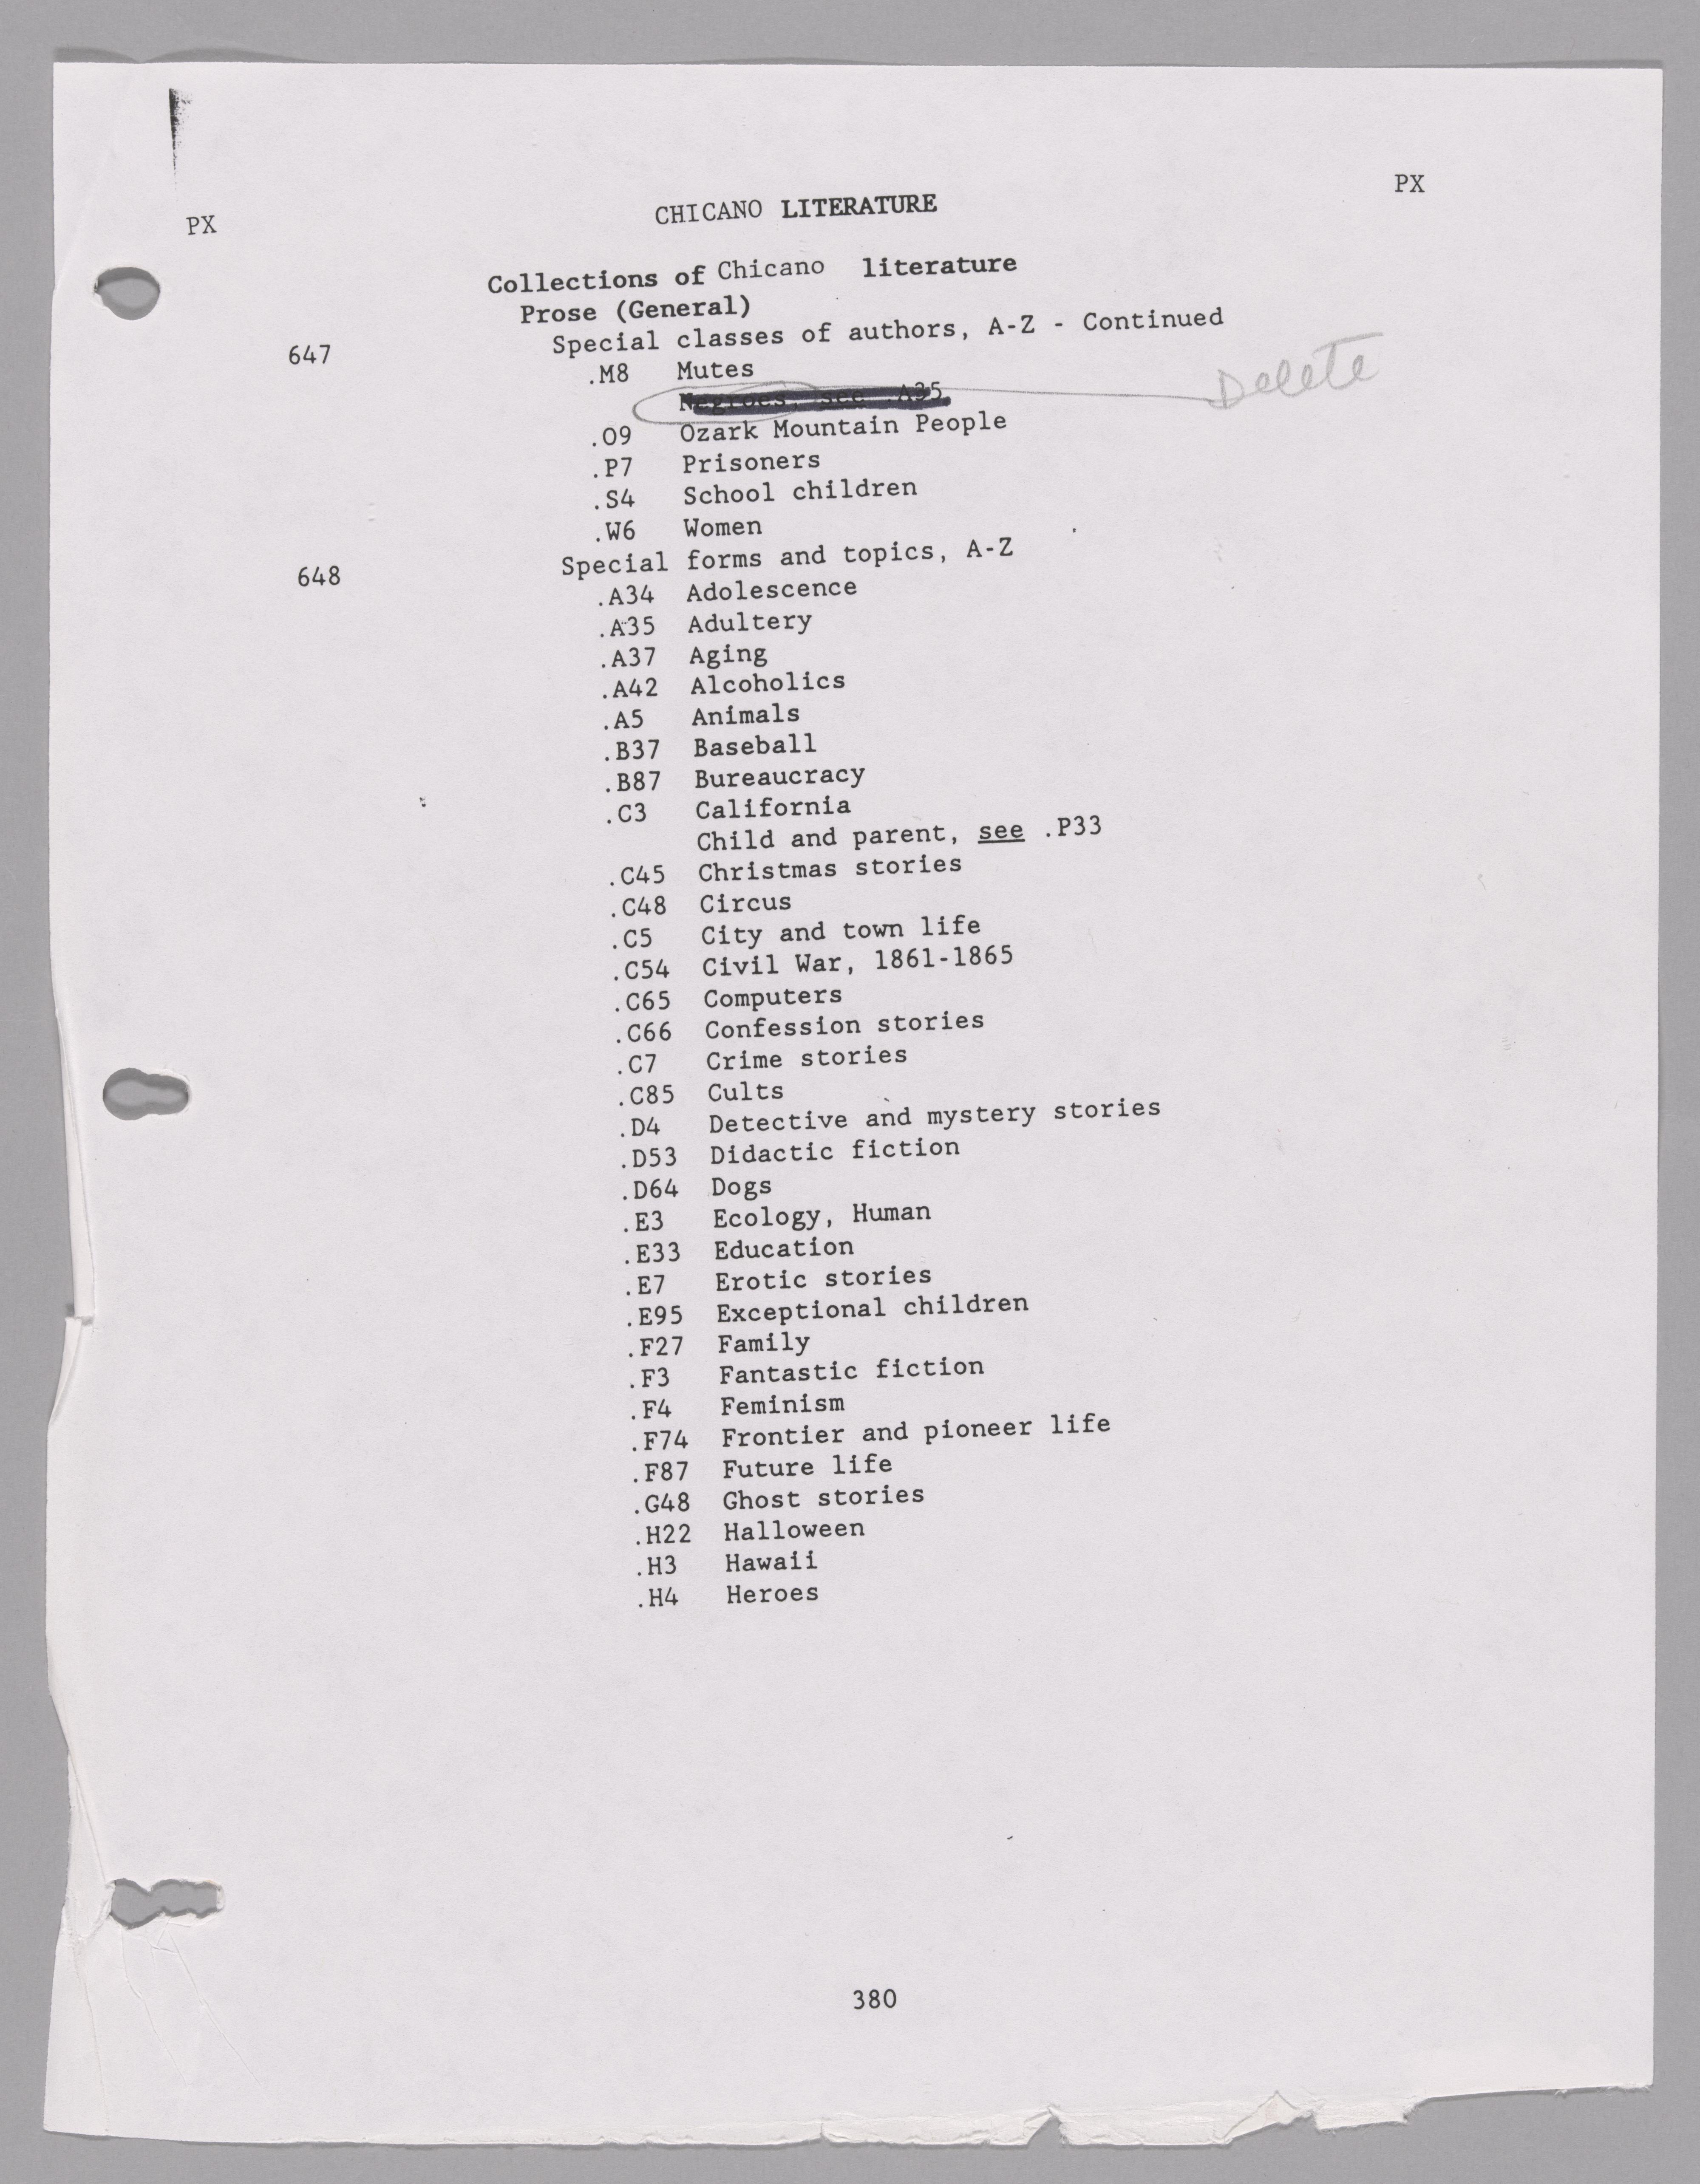 PX
PX
CHICANO LITERATURE
Collections of Chicano literature
Prose (General)
647 Special classes of authors, A-Z - Continued
.M8 Mutes
Negroes, see .A35
Delete
.O9 Ozark Mountain People
.P7 Prisoners
.S4 School children
.W6 Women
648 Special forms and topics, A-Z
.A34 Adolescence
.A35 Adultery
.A37 Aging
.A42 Alcoholics
.A5 Animals
.B37 Baseball
.B87 Bureaucracy
.C3 California
Child and parent, see .P33
.C45 Christmas stories
.C48 Circus
.C5 City and town life
.C54 Civil War, 1861-1865
.C65 Computers
.C66 Confession stories
.C7 Crime stories
.C85 Cults
.D4 Detective and mystery stories
.D53 Didactic fiction
.D64 Dogs
.E3 Ecology, Human
.E33 Education
.E7 Erotic stories
.E95 Exceptional children
.F27 Family
.F3 Fantastic fiction
.F4 Feminism
.F74 Frontier and pioneer life
.F87 Future life
.G48 Ghost stories
.H22 Halloween
.H3 Hawaii
.H4 Heroes
380